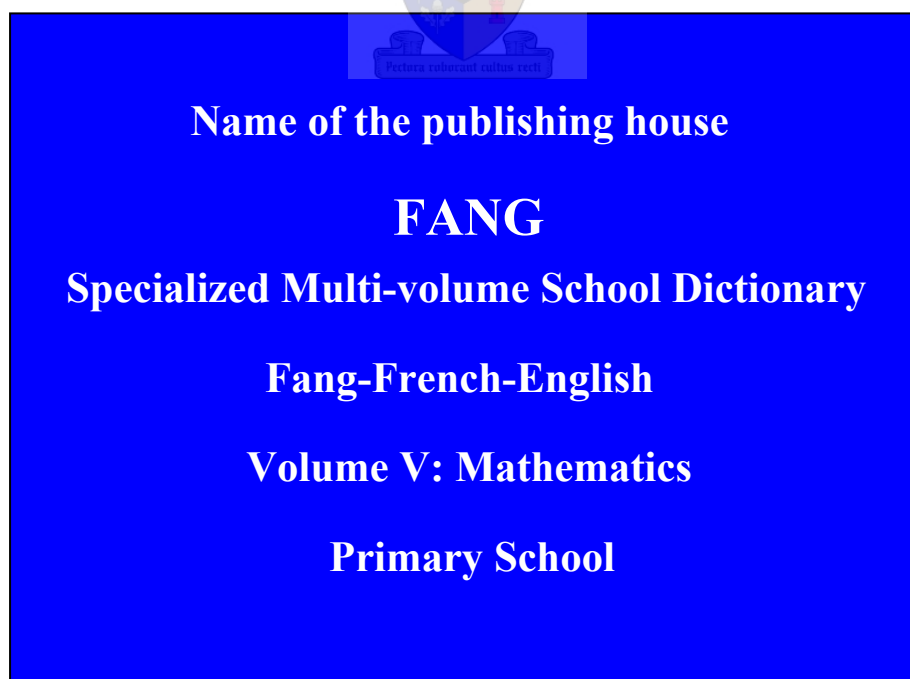 Pectora roborant cultus recti
Name of the publishing house
FANG
Specialized Multi-volume School Dictionary
Fang-French-English
Volume V: Mathematics
Primary School